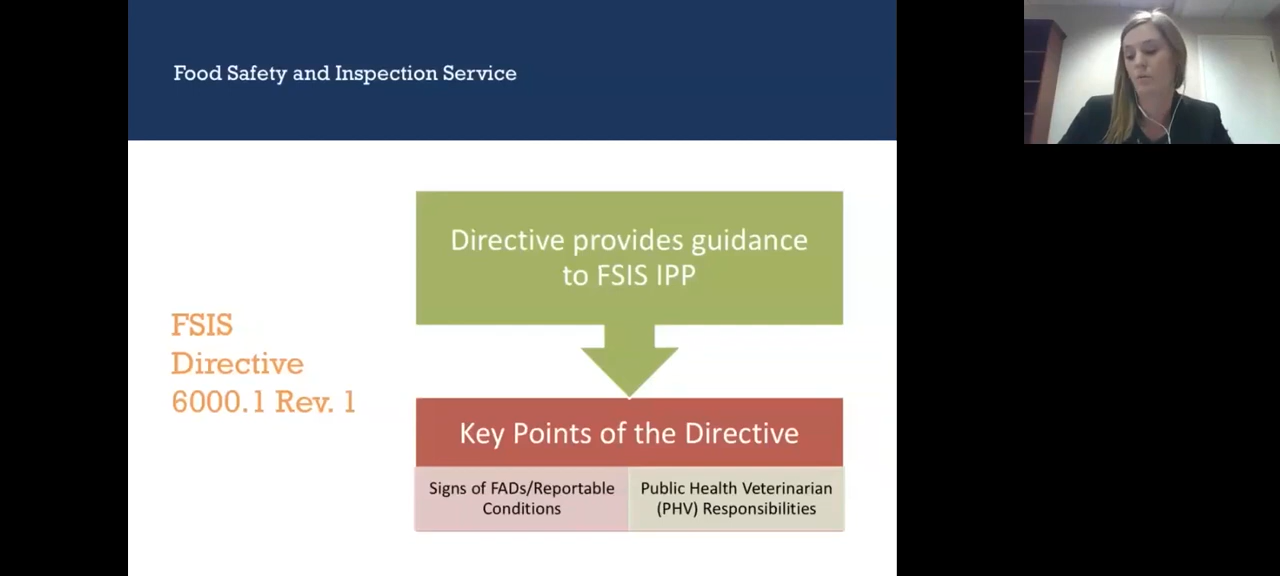 Food Safety and Inspection Service
FSIS
Directive
6000.1 Rev. 1
Directive provides guidance
to FSIS IPP
Key Points of the Directive
Signs of FADs/Reportable
Conditions
Public Health Veterinarian
(PHV) Responsibilities